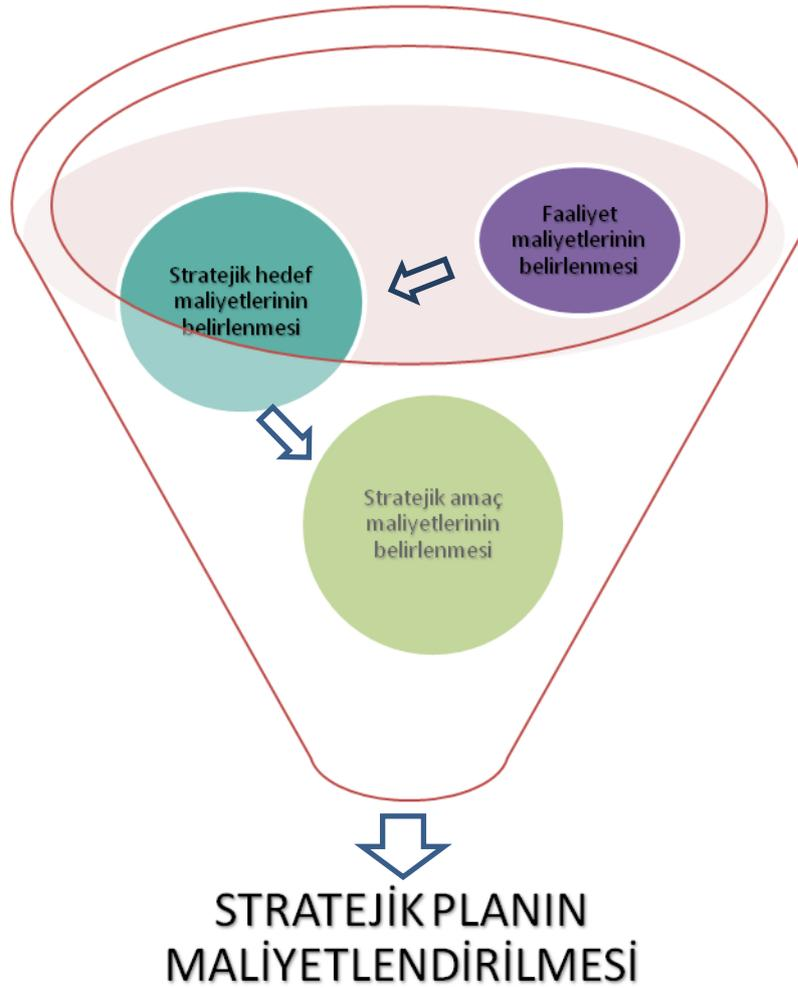 Faaliyet
maliyetlerinin
belirlenmesi
Stratejik hedef
maliyetlerinin
belirlenmesi
Stratejik amaç
maliyetlerinin
belirlenmesi
STRATEJİK PLANIN
MALİYETLENDİRİLMESİ